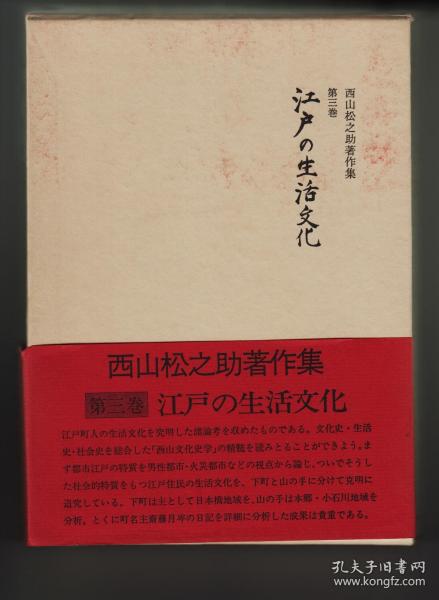 西山松之助著作集
第三巻
江戸の生活文化
西山松之助著作集
第三巻 江戸の生活文化
江戸町人の生活文化を究明した諸論考を収めたものである。文化史・生活
史・社会史を総合した「西山文化史学」の精髄を読みとることができよう。ま
ず都市江戸の特質を男性都市・火災都市などの視点から論じ、ついでそうし
た社会的特質をもつ江戸住民の生活文化を、下町と山の手に分けて克明に
追究している。下町は主として日本橋地域を、山の手は本郷・小石川地域を
分析。とくに町名主斎藤月岑の日記を詳細に分析した成果は貴重である。
孔夫子旧书网
www.kongfz.com